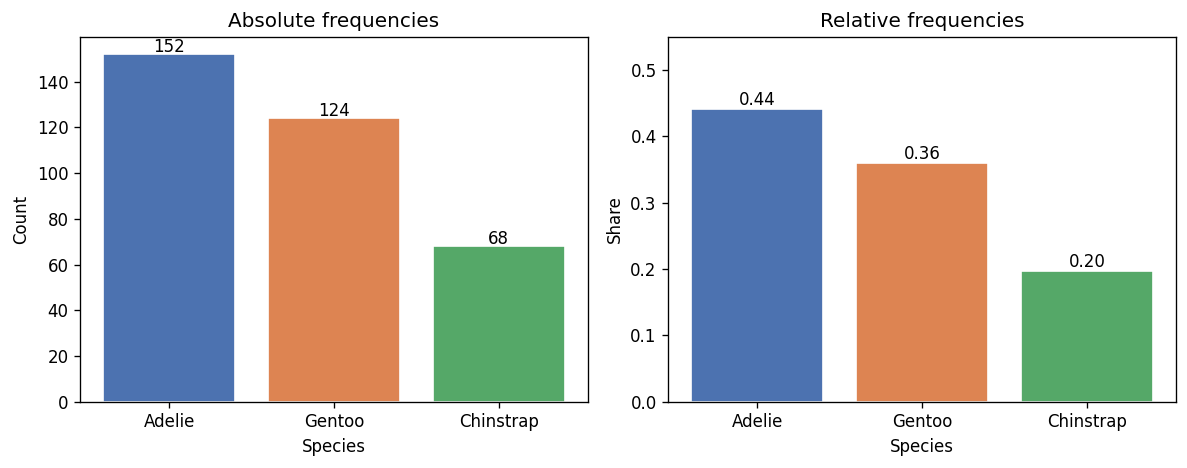 Absolute frequencies
152
124
68
140
120
100
80
60
40
20
0
Count
Adelie Gentoo Chinstrap
Species
Relative frequencies
0.44
0.36
0.20
0.5
0.4
0.3
0.2
0.1
0.0
Share
Adelie Gentoo Chinstrap
Species